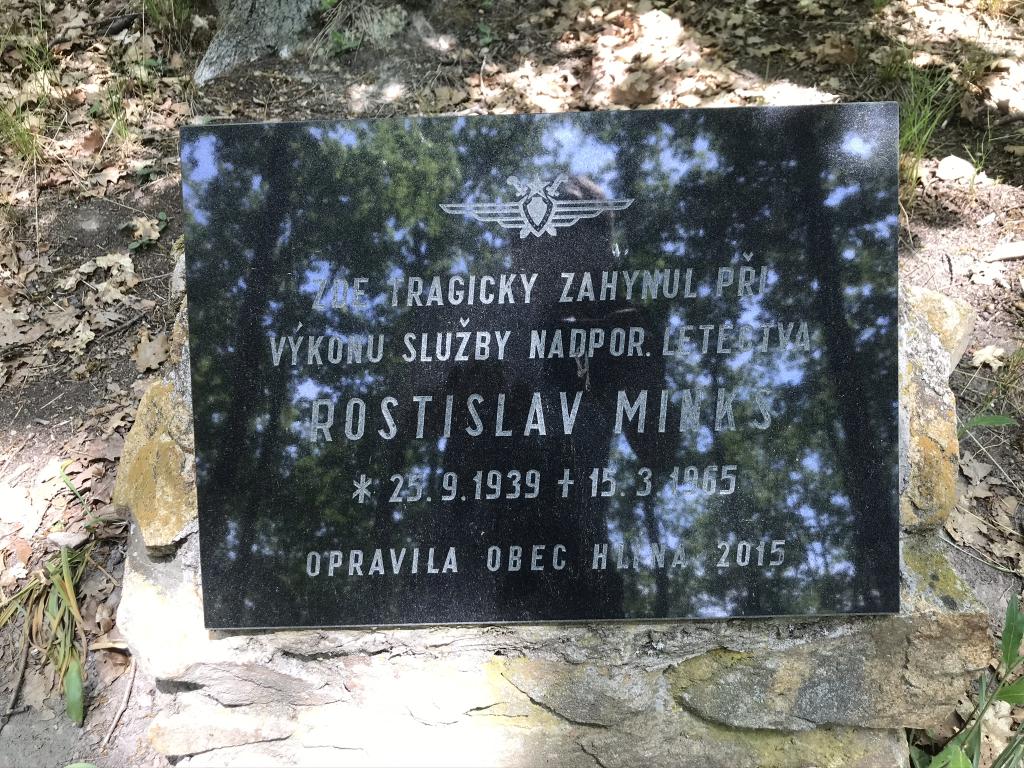 ZDE TRAGICKY ZAHYNUL PŘI
VÝKONU SLUŽBY NADPOR. LETECTVA
ROSTISLAV MINKS
* 25. 9. 1939 + 15. 3. 1965
OPRAVILA OBEC HLINA 2015